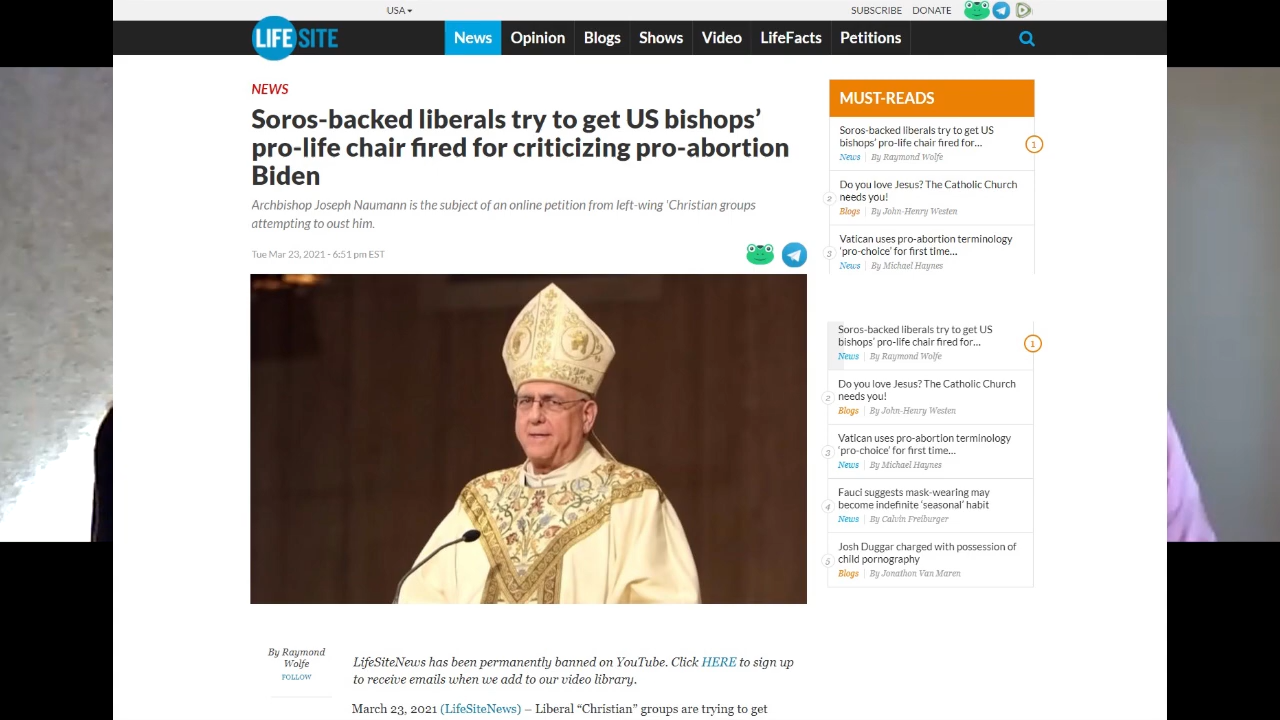 USA
SUBSCRIBE DONATE
LIFESITE
News Opinion Blogs Shows Video LifeFacts Petitions
NEWS
Soros-backed liberals try to get US bishops’
pro-life chair fired for criticizing pro-abortion
Biden
Archbishop Joseph Naumann is the subject of an online petition from left-wing 'Christian groups
attempting to oust him.
Tue Mar 23, 2021 - 6:51 pm EST
By Raymond
Wolfe
FOLLOW
LifeSiteNews has been permanently banned on YouTube. Click HERE to sign up
to receive emails when we add to our video library.
March 23, 2021 (LifeSiteNews) – Liberal “Christian” groups are trying to get
MUST-READS
Soros-backed liberals try to get US
bishops’ pro-life chair fired for…
1
News | By Raymond Wolfe
Do you love Jesus? The Catholic Church
2 needs you!
Blogs | By John-Henry Westen
Vatican uses pro-abortion terminology
3 ‘pro-choice’ for first time…
News | By Michael Haynes
Soros-backed liberals try to get US
bishops’ pro-life chair fired for…
1
News | By Raymond Wolfe
Do you love Jesus? The Catholic Church
2 needs you!
Blogs | By John-Henry Westen
Vatican uses pro-abortion terminology
3 ‘pro-choice’ for first time…
News | By Michael Haynes
Fauci suggests mask-wearing may
4 become indefinite ‘seasonal’ habit
News | By Calvin Freiburger
Josh Duggar charged with possession of
5 child pornography
Blogs | By Jonathon Van Maren